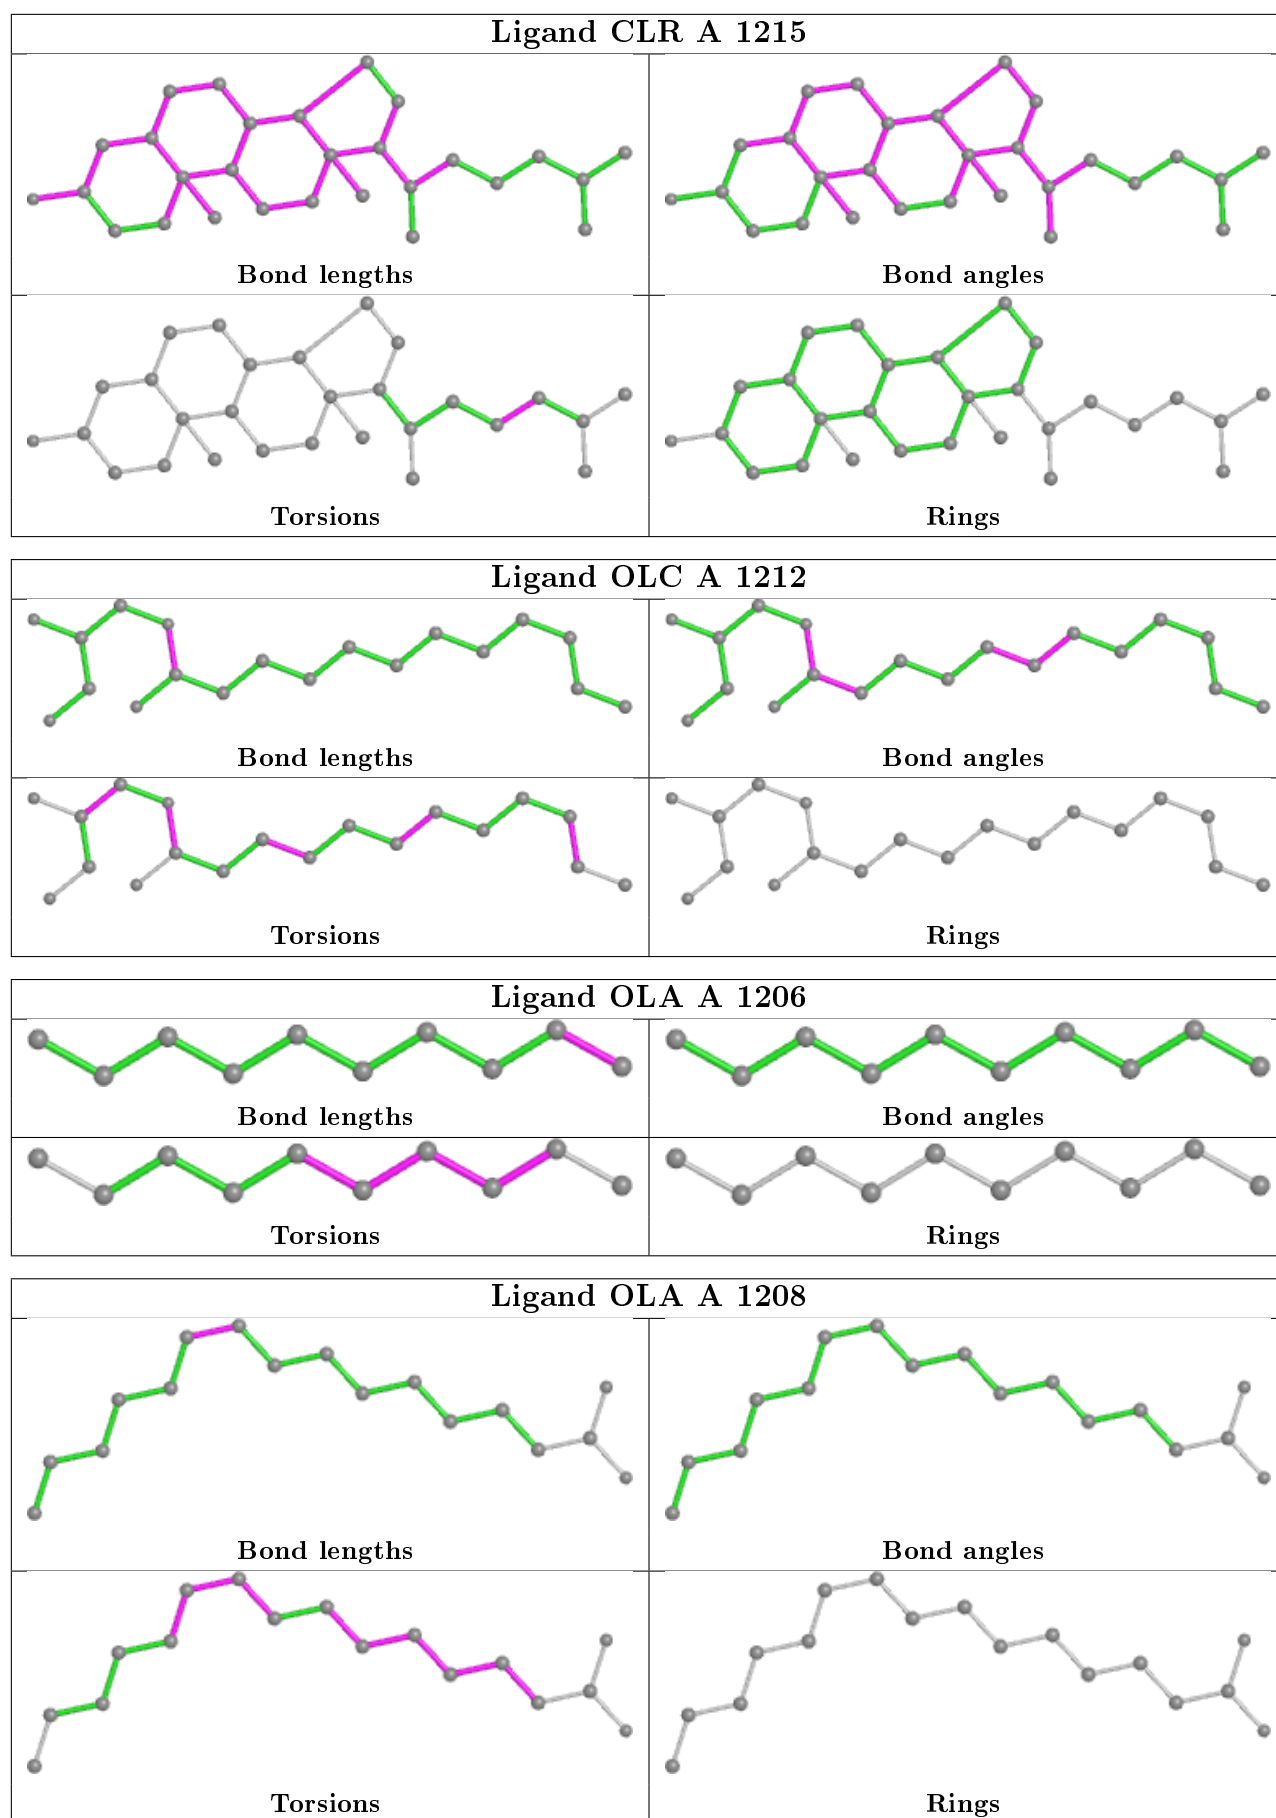 Ligand CLR A 1215
Bond lengths
Bond angles
Torsions
Rings
Ligand OLC A 1212
Bond lengths
Bond angles
Torsions
Rings
Ligand OLA A 1206
Bond lengths
Bond angles
Torsions
Rings
Ligand OLA A 1208
Bond lengths
Bond angles
Torsions
Rings